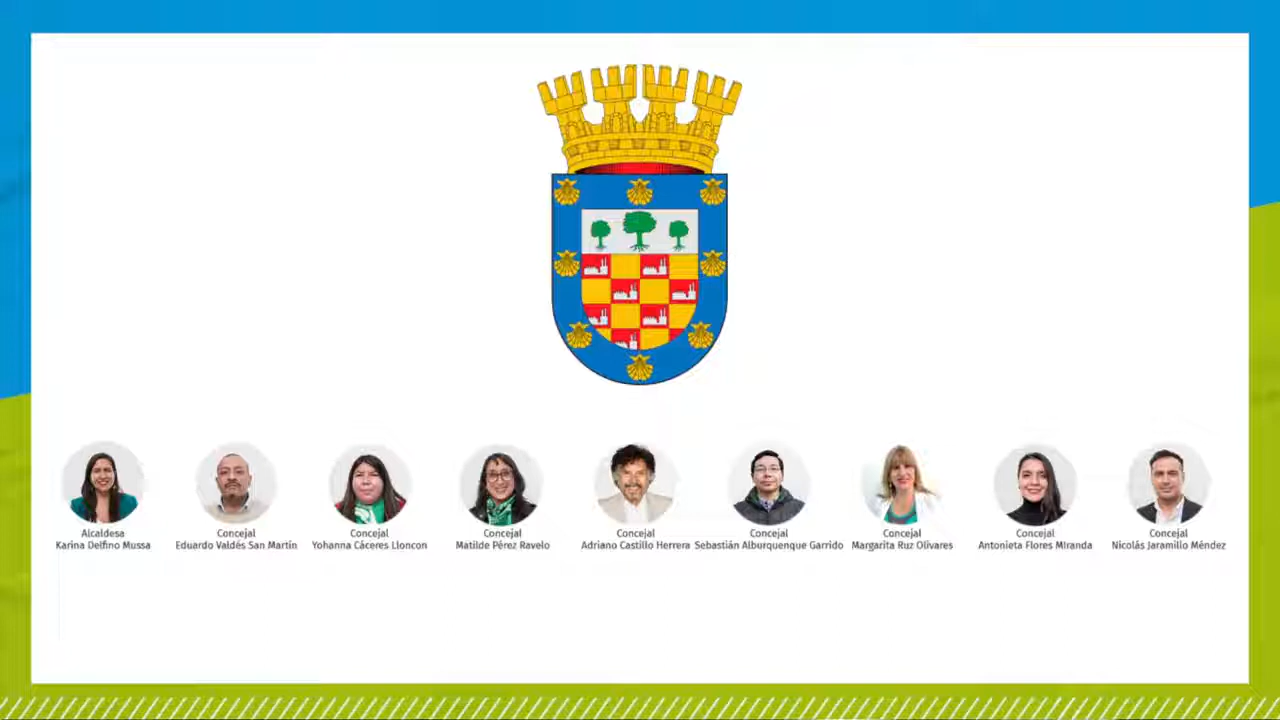 Alcaldesa
Karina Delfino Mussa
Concejal
Eduardo Valdés San Martín
Concejal
Yohanna Cáceres Lloncon
Concejal
Matilde Pérez Ravelo
Concejal
Adriano Castillo Herrera
Concejal
Sebastián Alburquenque Garrido
Concejal
Margarita Ruz Olivares
Concejal
Antonieta Flores MIranda
Concejal
Nicolás Jaramillo Méndez